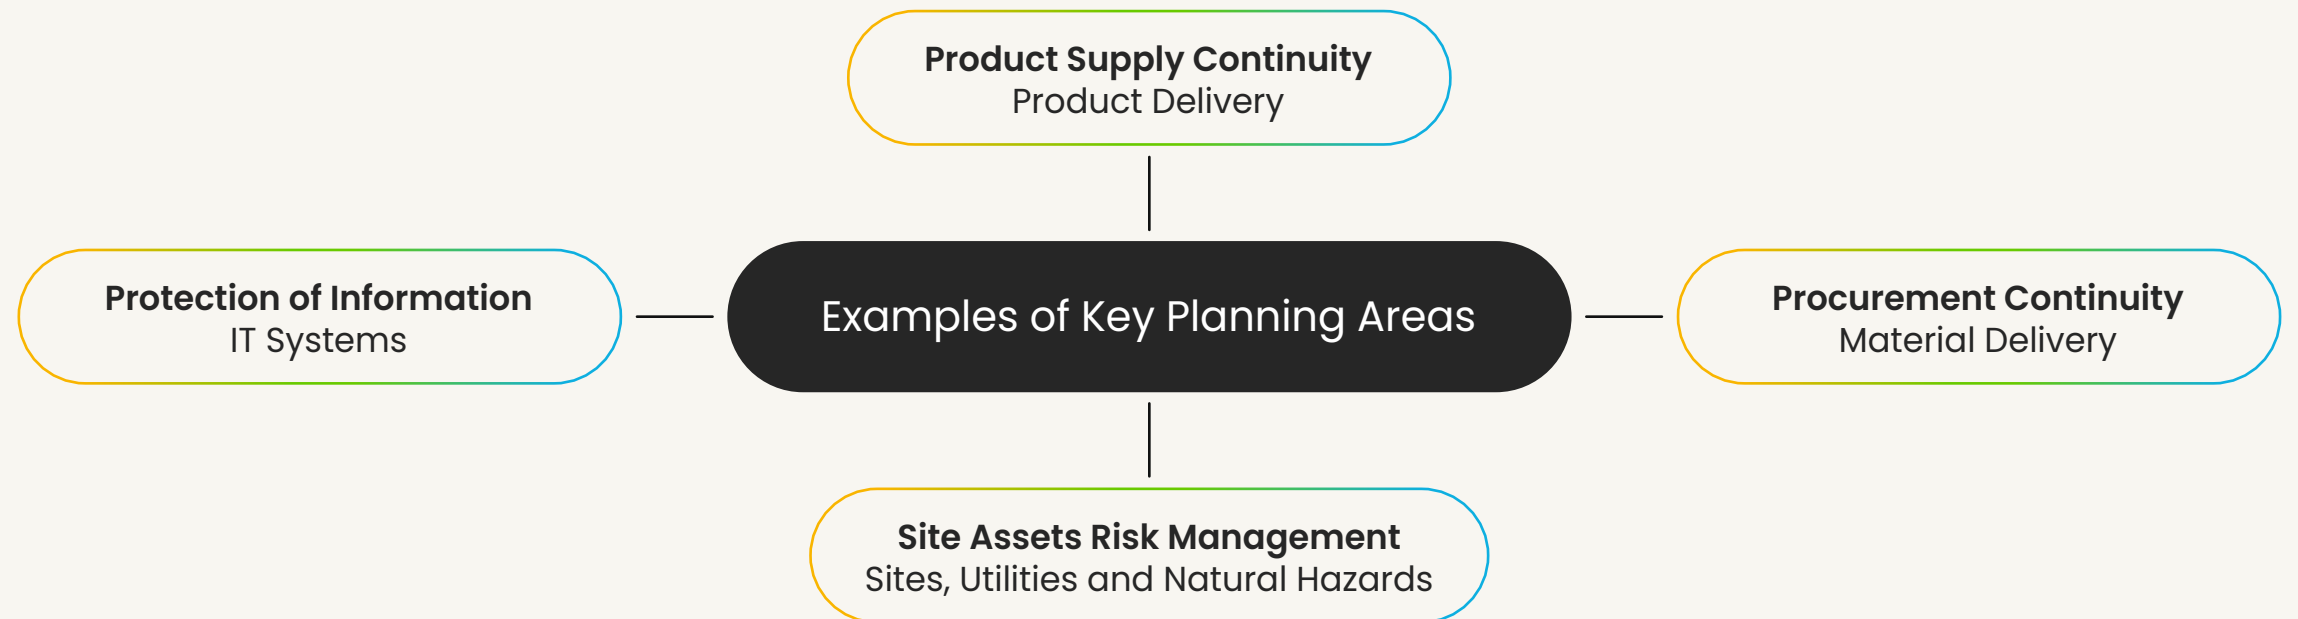 Product Supply Continuity
Product Delivery
Protection of Information
IT Systems
Examples of Key Planning Areas
Procurement Continuity
Material Delivery
Site Assets Risk Management
Sites, Utilities and Natural Hazards